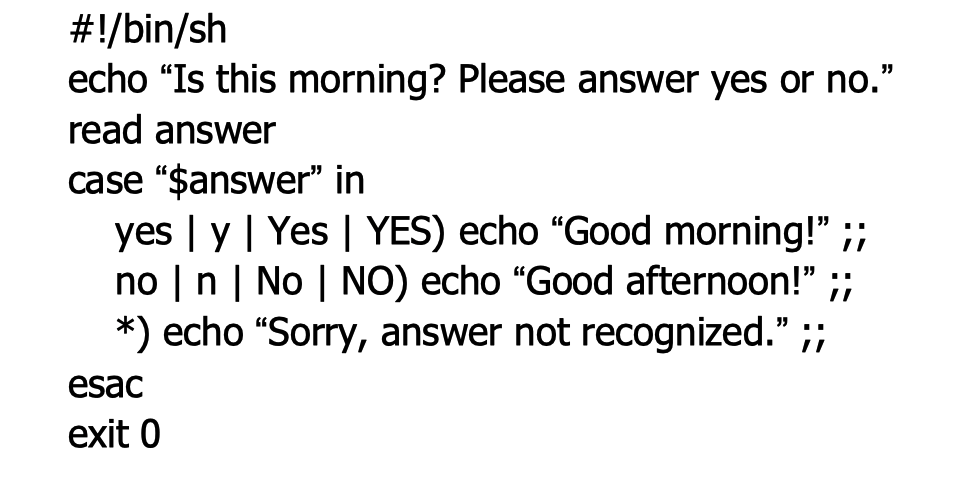 #!/bin/sh
echo “Is this morning? Please answer yes or no.”
read answer
case “$answer” in
yes | y | Yes | YES) echo “Good morning!” ;;
no | n | No | NO) echo “Good afternoon!” ;;
*) echo “Sorry, answer not recognized.” ;;
esac
exit 0